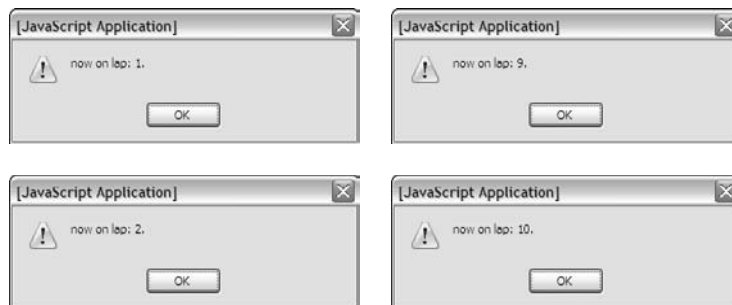 [JavaScript Application]
now on lap: 1.
OK
[JavaScript Application]
now on lap: 9.
OK
[JavaScript Application]
now on lap: 2.
OK
[JavaScript Application]
now on lap: 10.
OK